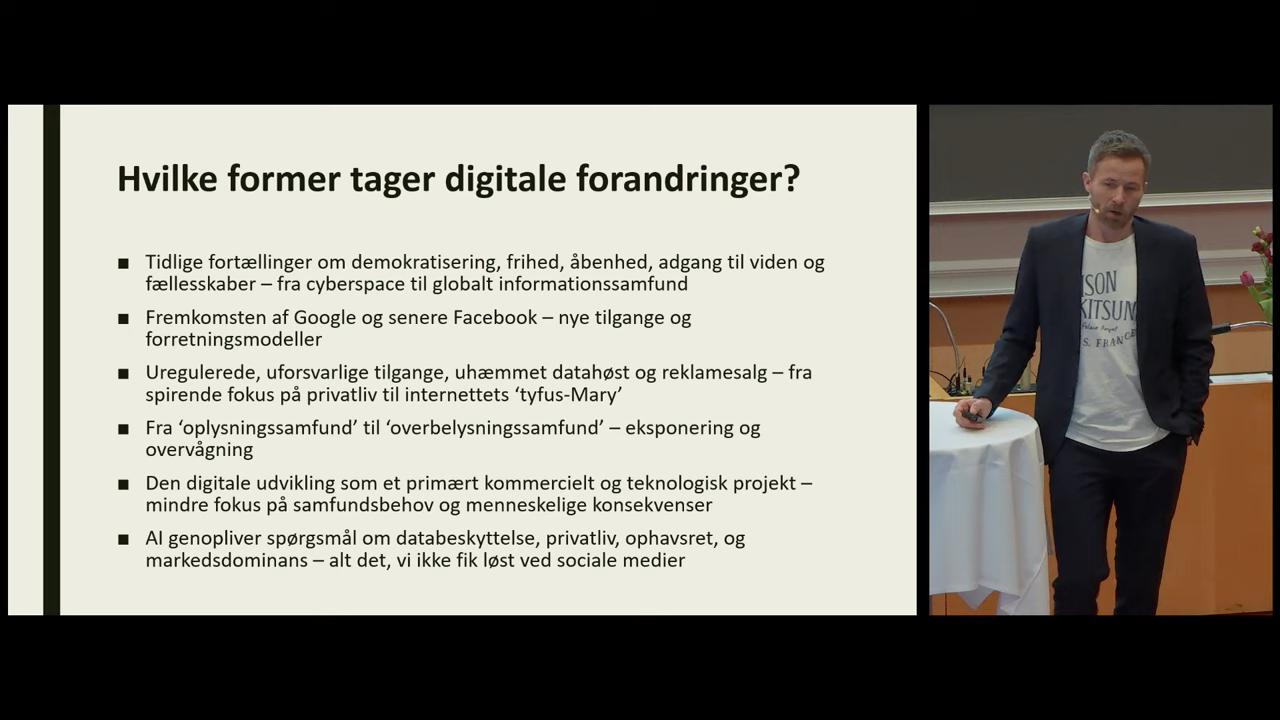 Hvilke former tager digitale forandringer?
■ Tidlige fortællinger om demokratisering, frihed, åbenhed, adgang til viden og
fællesskaber – fra cyberspace til globalt informationssamfund
■ Fremkomsten af Google og senere Facebook – nye tilgange og
forretningsmodeller
■ Uregulerede, uforsvarlige tilgange, uhæmmet datahøst og reklamesalg – fra
spirende fokus på privatliv til internettets ‘tyfus-Mary’
■ Fra ‘oplysningssamfund’ til ‘overbelysningssamfund’ – eksponering og
overvågning
■ Den digitale udvikling som et primært kommercielt og teknologisk projekt –
mindre fokus på samfundsbehov og menneskelige konsekvenser
■ AI genopliver spørgsmål om databeskyttelse, privatliv, ophavsret, og
markedsdominans – alt det, vi ikke fik løst ved sociale medier
KITSUN